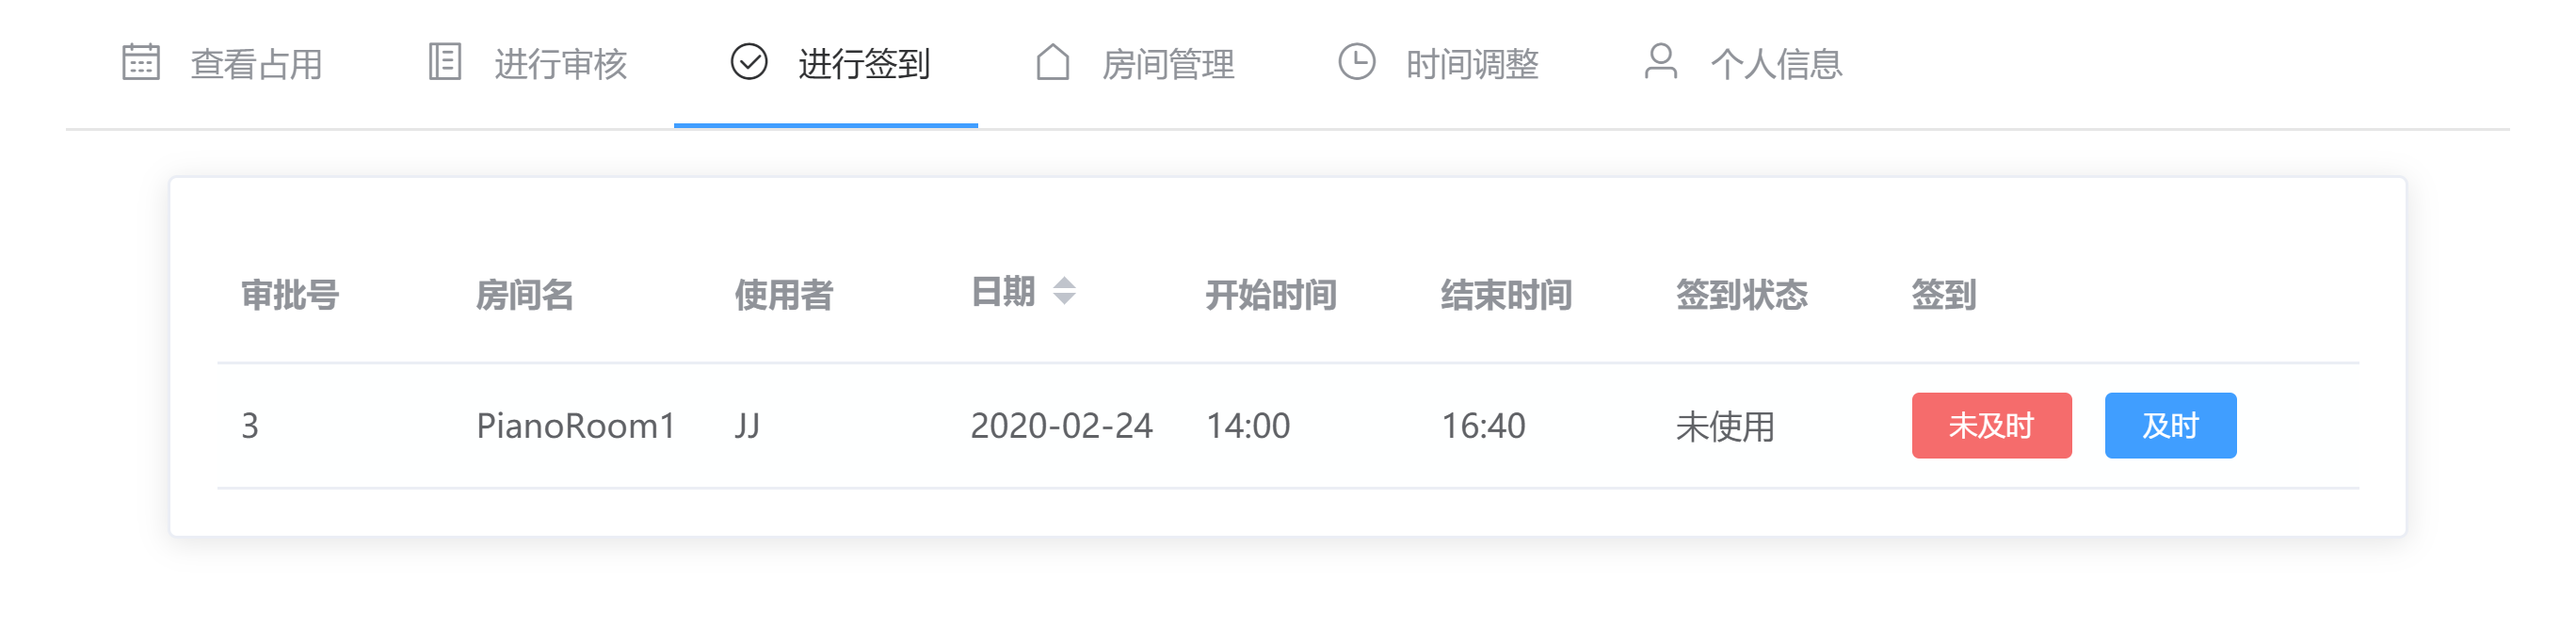 查看占用 进行审核 进行签到 房间管理 时间调整 个人信息
审批号 房间名 使用者 日期 开始时间 结束时间 签到状态 签到
3 PianoRoom1 JJ 2020-02-24 14:00 16:40 未使用 未及时 及时